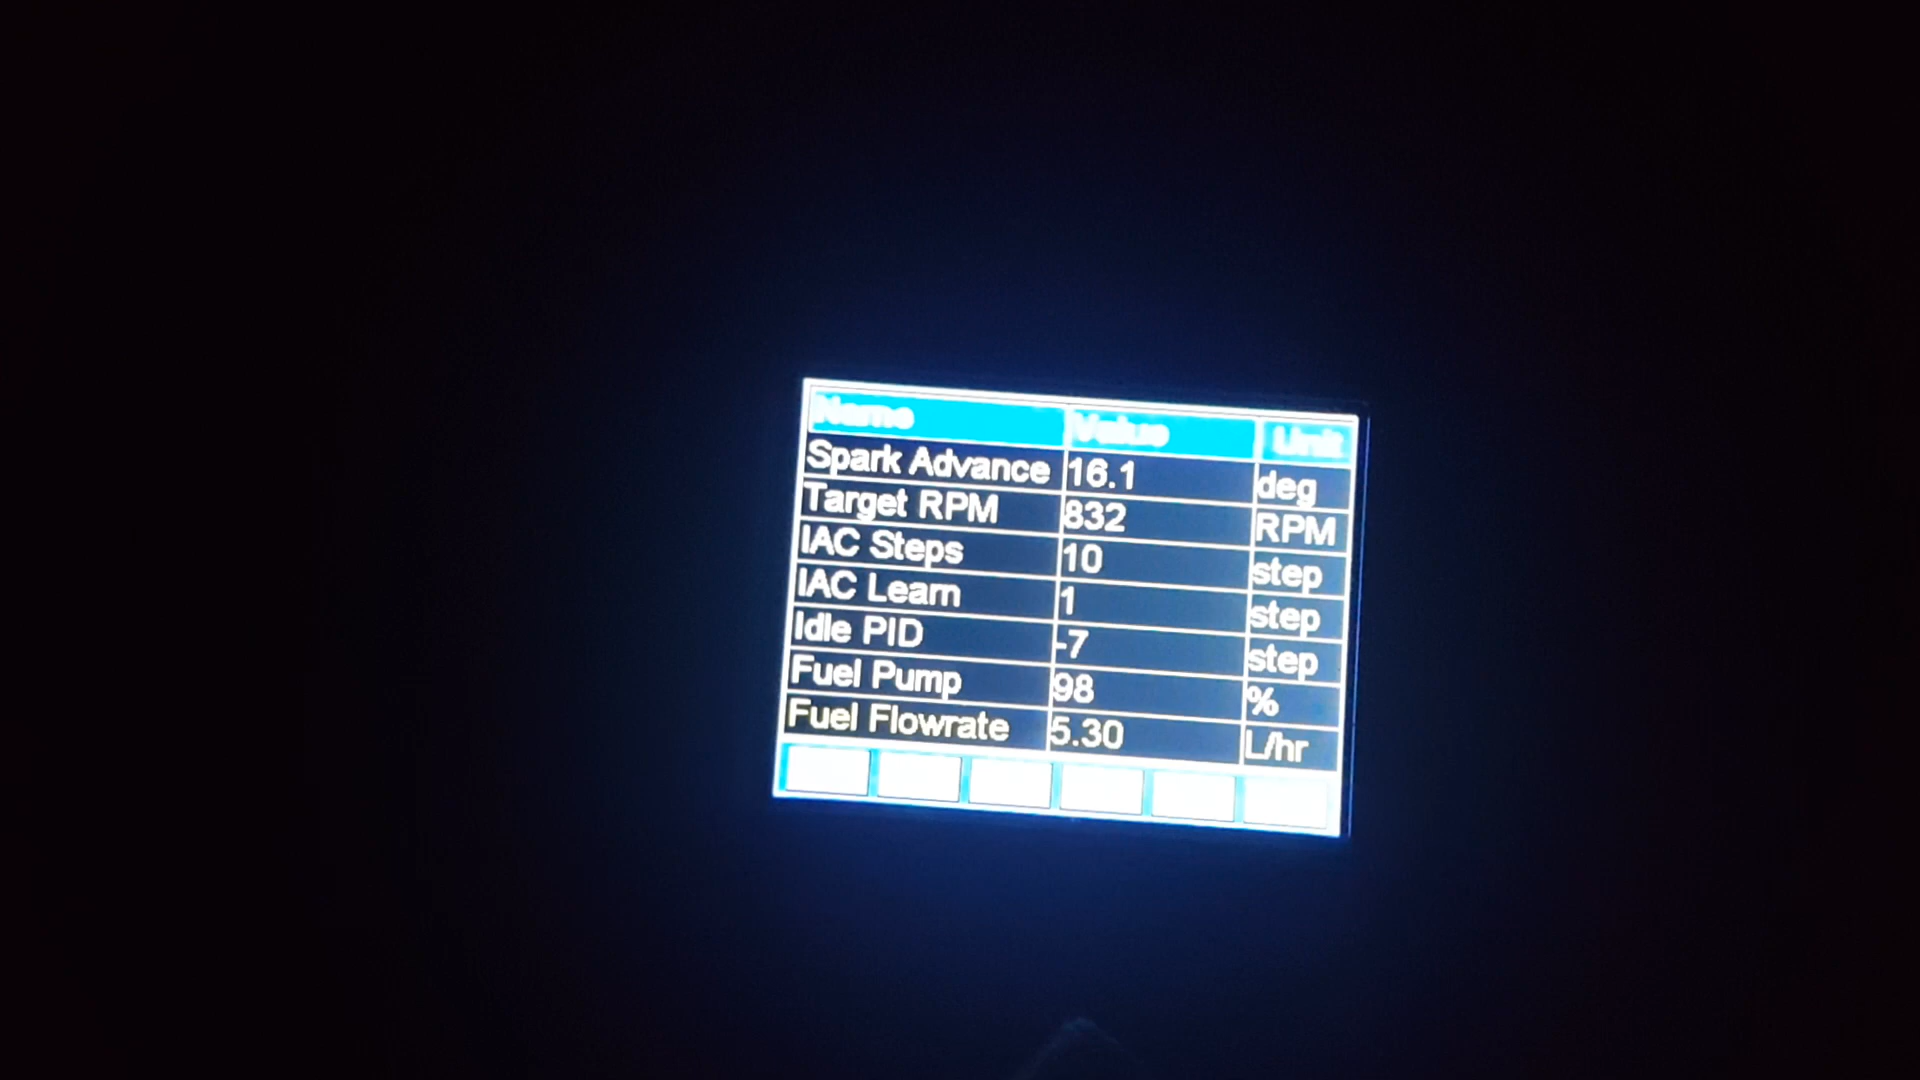 Name Value Unit
Spark Advance 16.1 deg
Target RPM 832 RPM
IAC Steps 10 step
IAC Learn 1 step
Idle PID -7 step
Fuel Pump 98 %
Fuel Flowrate 5.30 L/hr